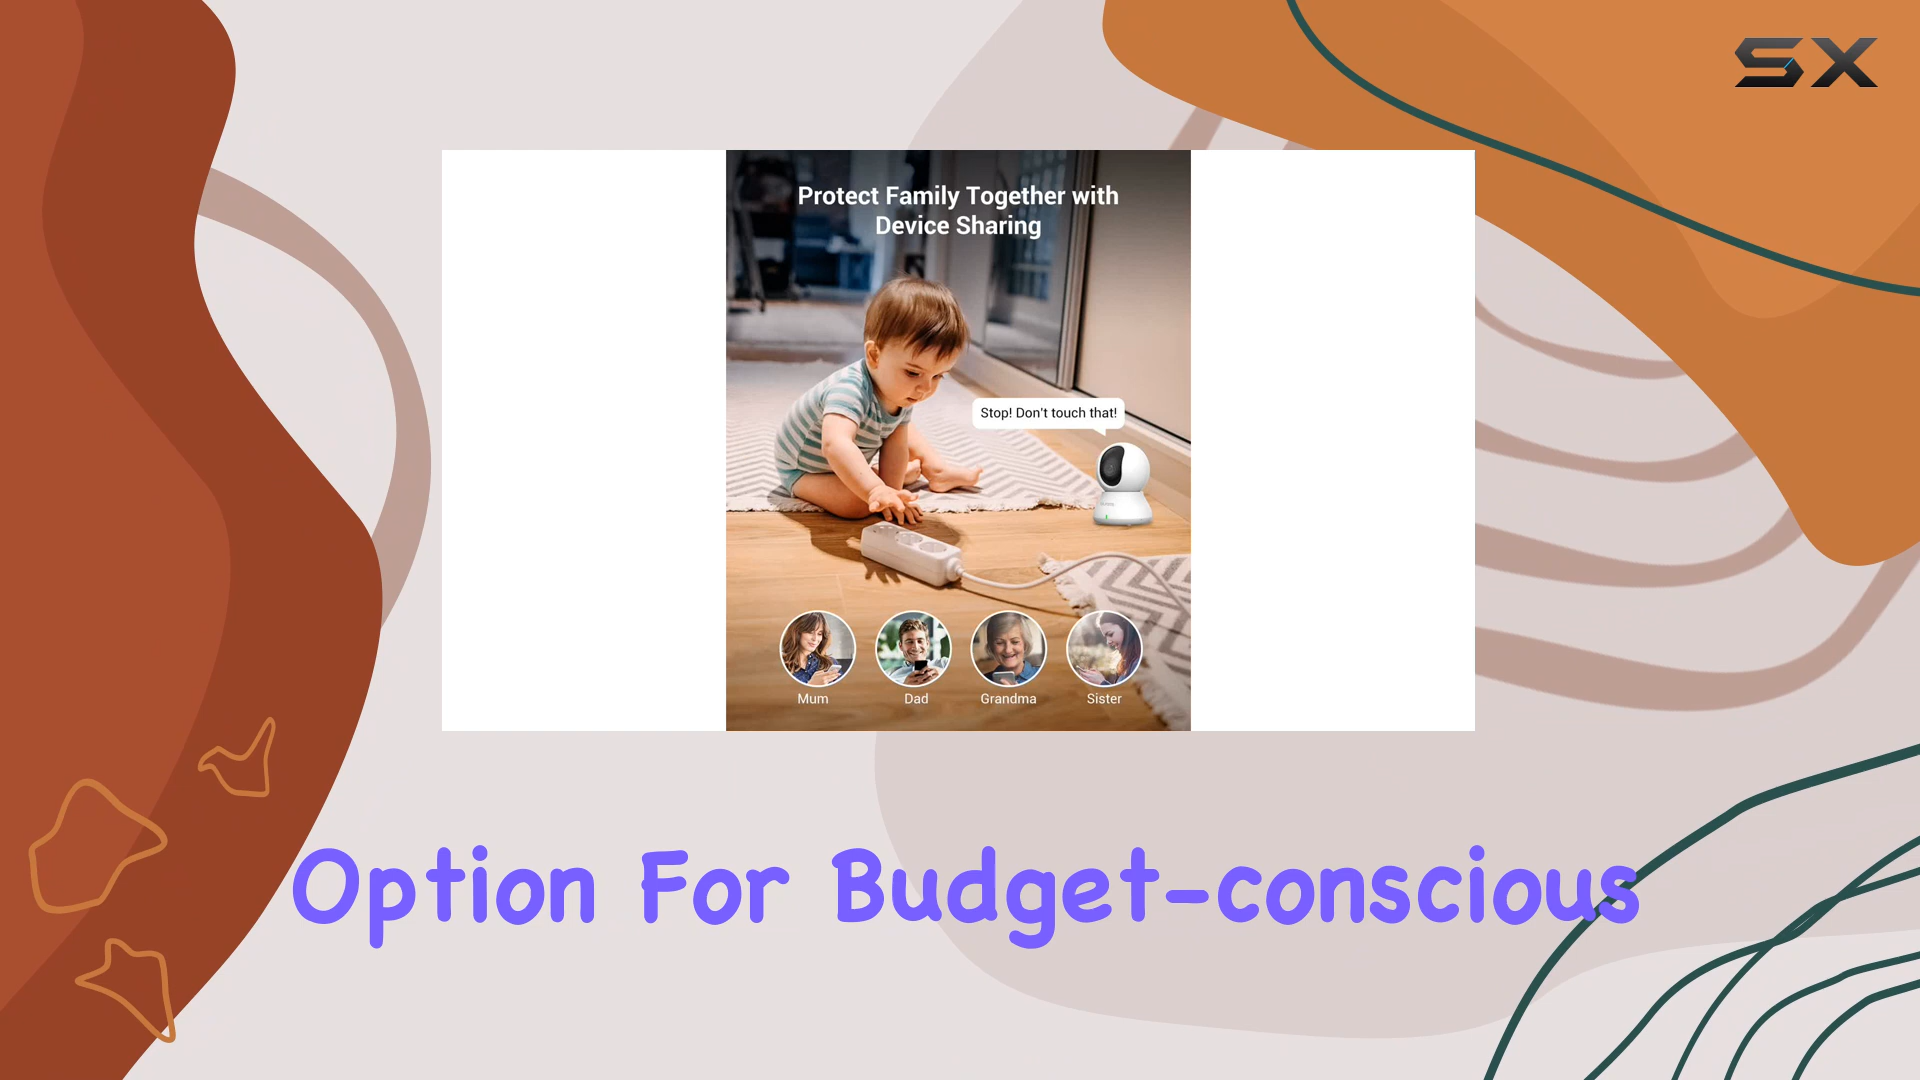 SX
Protect Family Together with
Device Sharing
Stop! Don't touch that!
Mum Dad Grandma Sister
Option For Budget-conscious